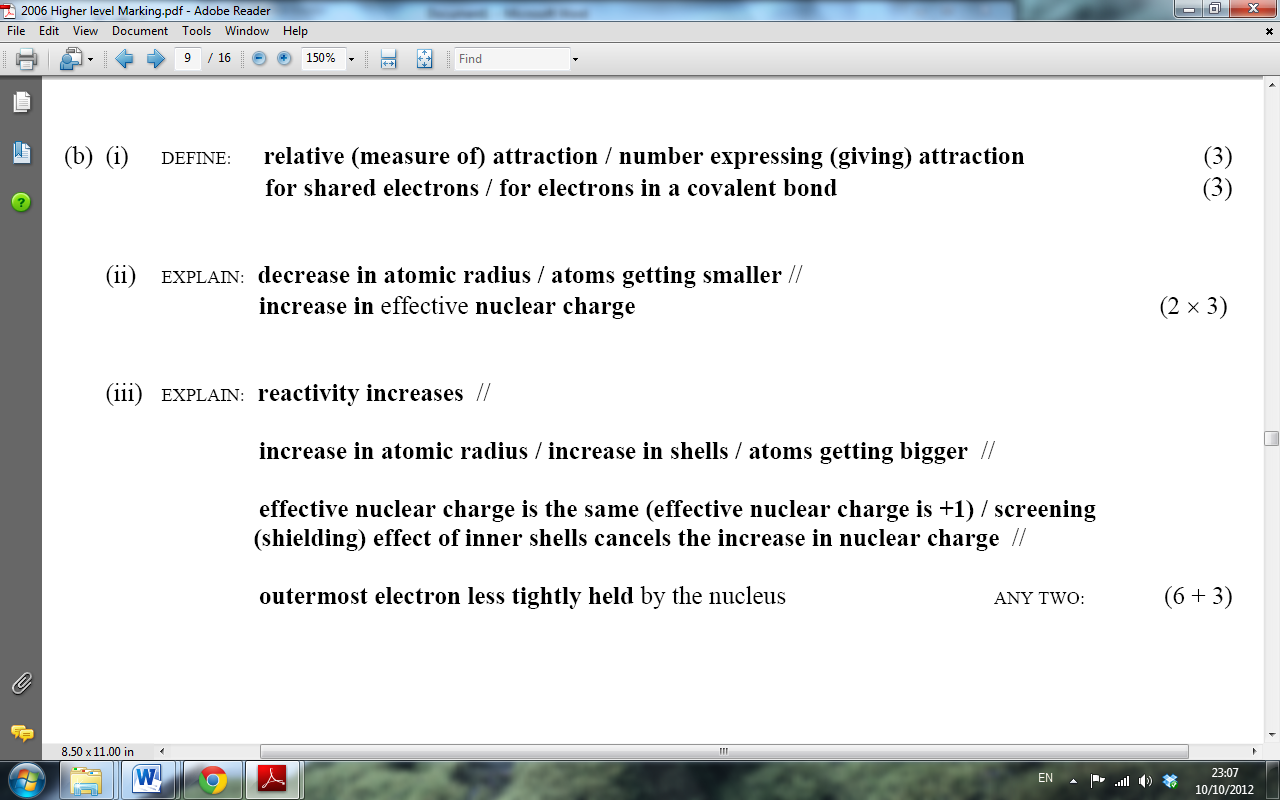 2006 Higher level Marking.pdf - Adobe Reader
File Edit View Document Tools Window Help
9 / 16 150% Find
(b) (i) DEFINE: relative (measure of) attraction / number expressing (giving) attraction (3)
for shared electrons / for electrons in a covalent bond (3)
(ii) EXPLAIN: decrease in atomic radius / atoms getting smaller //
increase in effective nuclear charge (2 × 3)
(iii) EXPLAIN: reactivity increases //
increase in atomic radius / increase in shells / atoms getting bigger //
effective nuclear charge is the same (effective nuclear charge is +1) / screening
(shielding) effect of inner shells cancels the increase in nuclear charge //
outermost electron less tightly held by the nucleus ANY TWO: (6 + 3)
8.50 x 11.00 in
EN 23:07
10/10/2012